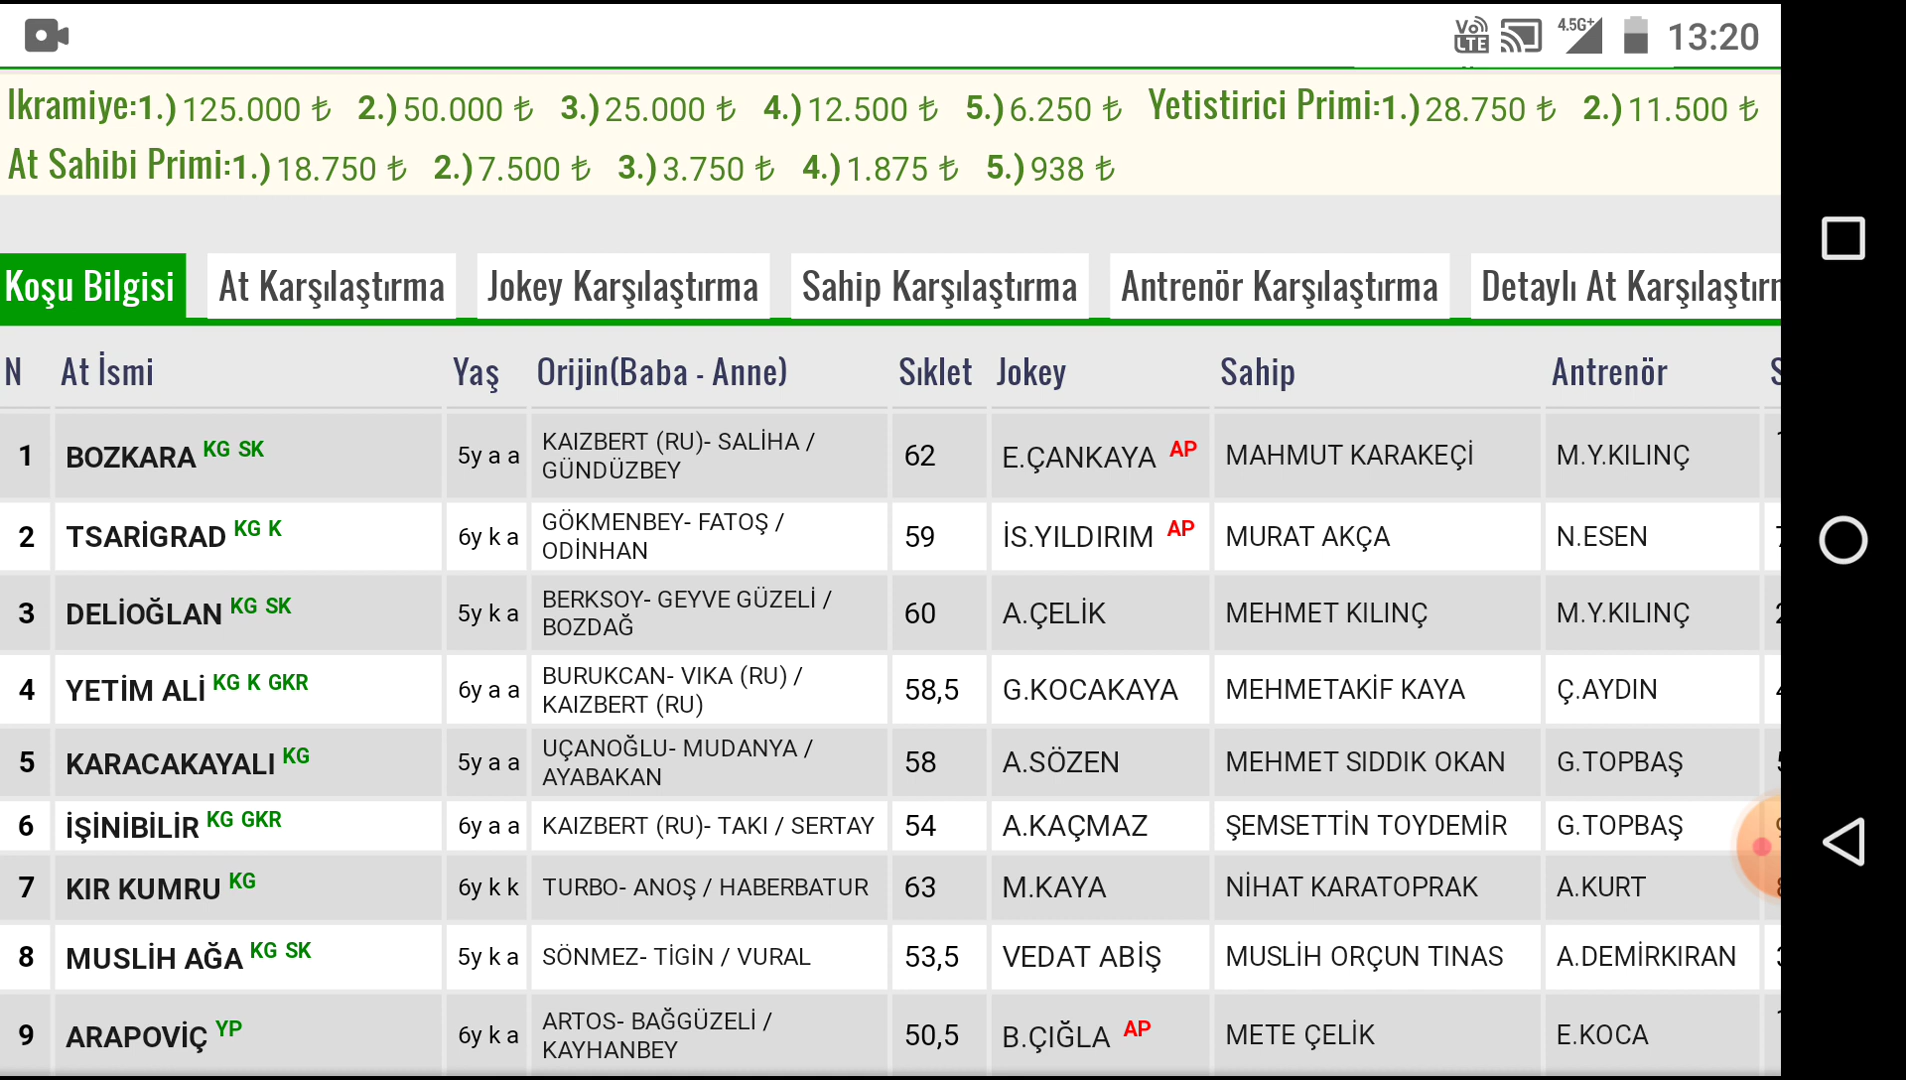 Vo LTE 4.5G+ 13:20
Ikramiye:1.) 125.000 ₺ 2.) 50.000 ₺ 3.) 25.000 ₺ 4.) 12.500 ₺ 5.) 6.250 ₺ Yetistirici Primi:1.) 28.750 ₺ 2.) 11.500 ₺
At Sahibi Primi:1.) 18.750 ₺ 2.) 7.500 ₺ 3.) 3.750 ₺ 4.) 1.875 ₺ 5.) 938 ₺
Koşu Bilgisi At Karşılaştırma Jokey Karşılaştırma Sahip Karşılaştırma Antrenör Karşılaştırma Detaylı At
N At İsmi Yaş Orijin(Baba - Anne) Sıklet Jokey Sahip Antrenör
1 BOZKARA KG SK 5y a a KAIZBERT (RU)- SALİHA / GÜNDÜZBEY 62 E.ÇANKAYA AP MAHMUT KARAKEÇİ M.Y.KILINÇ
2 TSARİGRAD KG K 6y k a GÖKMENBEY- FATOŞ / ODİNHAN 59 İS.YILDIRIM AP MURAT AKÇA N.ESEN
3 DELİOĞLAN KG SK 5y k a BERKSOY- GEYVE GÜZELİ / BOZDAĞ 60 A.ÇELİK MEHMET KILINÇ M.Y.KILINÇ
4 YETİM ALİ KG K GKR 6y a a BURUKCAN- VIKA (RU) / KAIZBERT (RU) 58,5 G.KOCAKAYA MEHMETAKİF KAYA Ç.AYDIN
5 KARACAKAYALI KG 5y a a UÇANOĞLU- MUDANYA / AYABAKAN 58 A.SÖZEN MEHMET SIDDIK OKAN G.TOPBAŞ
6 İŞİNİBİLİR KG GKR 6y a a KAIZBERT (RU)- TAKI / SERTAY 54 A.KAÇMAZ ŞEMSETTİN TOYDEMİR G.TOPBAŞ
7 KIR KUMRU KG 6y k k TURBO- ANOŞ / HABERBATUR 63 M.KAYA NİHAT KARATOPRAK A.KURT
8 MUSLİH AĞA KG SK 5y k a SÖNMEZ- TİGİN / VURAL 53,5 VEDAT ABİŞ MUSLİH ORÇUN TINAS A.DEMİRKIRAN
9 ARAPOVİÇ YP 6y k a ARTOS- BAĞGÜZELİ / KAYHANBEY 50,5 B.ÇIĞLA AP METE ÇELİK E.KOCA